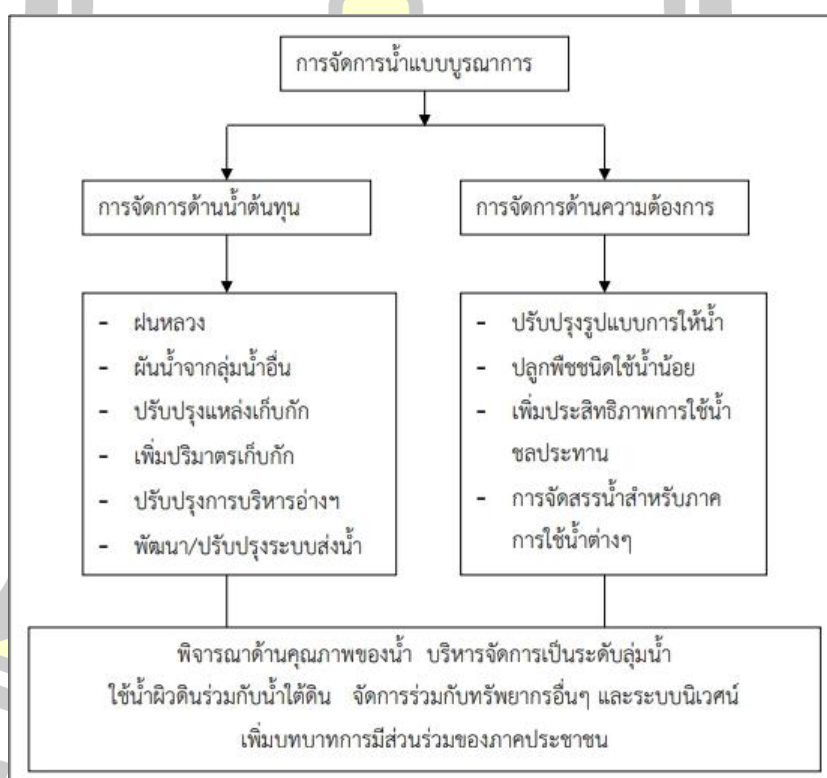 การจัดการน้ำแบบบูรณาการ
การจัดการด้านน้ำต้นทุน
การจัดการด้านความต้องการ
- ฝนหลวง
- ผันน้ำจากลุ่มน้ำอื่น
- ปรับปรุงแหล่งเก็บกัก
- เพิ่มปริมาตรเก็บกัก
- ปรับปรุงการบริหารอ่างฯ
- พัฒนา/ปรับปรุงระบบส่งน้ำ
- ปรับปรุงรูปแบบการให้น้ำ
- ปลูกพืชชนิดใช้น้ำน้อย
- เพิ่มประสิทธิภาพการใช้น้ำ
ชลประทาน
- การจัดสรรน้ำสำหรับภาค
การใช้น้ำต่างๆ
พิจารณาด้านคุณภาพของน้ำ บริหารจัดการเป็นระดับลุ่มน้ำ
ใช้น้ำผิวดินร่วมกับน้ำใต้ดิน จัดการร่วมกับทรัพยากรอื่นๆ และระบบนิเวศน์
เพิ่มบทบาทการมีส่วนร่วมของภาคประชาชน